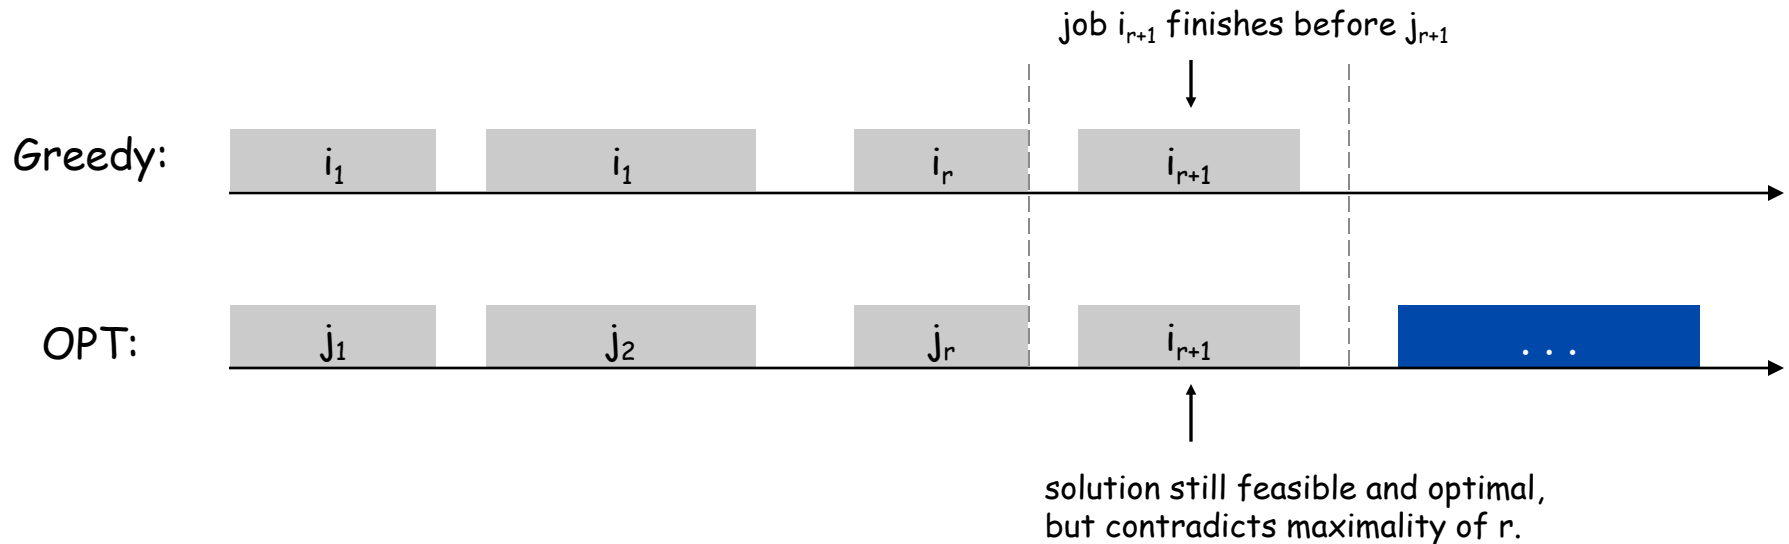 job i_{r+1} finishes before j_{r+1}
Greedy: i_1 i_1 i_r i_{r+1}
OPT: j_1 j_2 j_r i_{r+1} . . .
solution still feasible and optimal,
but contradicts maximality of r.